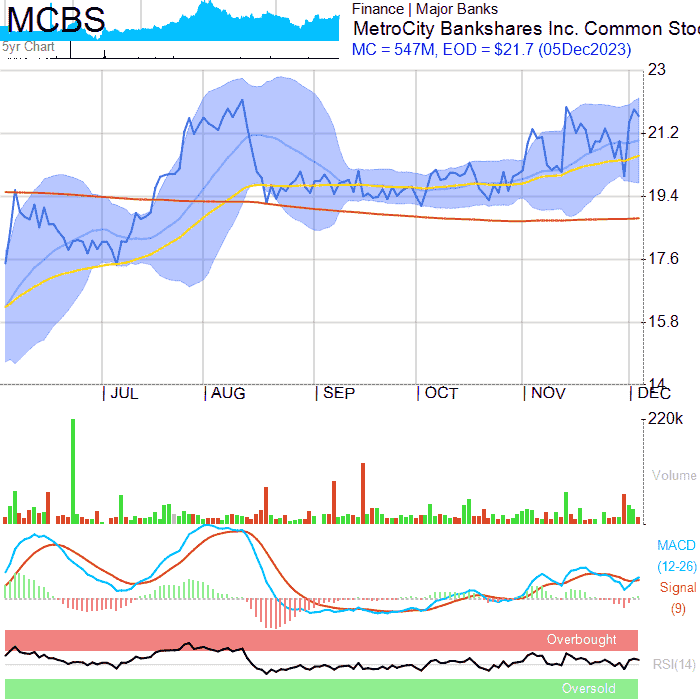 MCBS
5yr Chart
Finance | Major Banks
MetroCity Bankshares Inc. Common Stoc
MC = 547M, EOD = $21.7 (05Dec2023)
23
21.2
19.4
17.6
15.8
14
JUL AUG SEP OCT NOV DEC
220k
Volume
MACD
(12-26)
Signal
(9)
Overbought
RSI(14)
Oversold